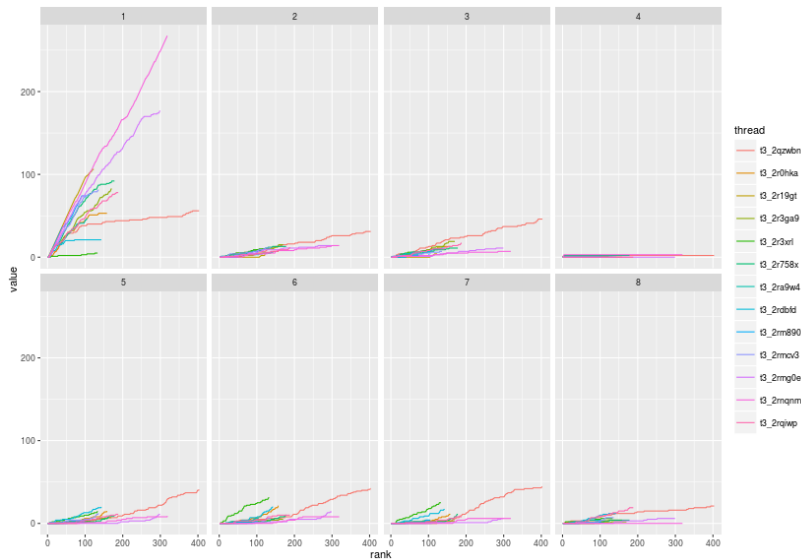 1 2 3 4
200
100
0
5 6 7 8
200
100
0
0 100 200 300 400 0 100 200 300 400 0 100 200 300 400 0 100 200 300 400
rank
value
thread
t3_2qzwbn
t3_2r0hka
t3_2r19gt
t3_2r3ga9
t3_2r3xrl
t3_2r758x
t3_2ra9w4
t3_2rdbfd
t3_2rm890
t3_2rmcv3
t3_2rmg0e
t3_2rnqnm
t3_2rqiwp